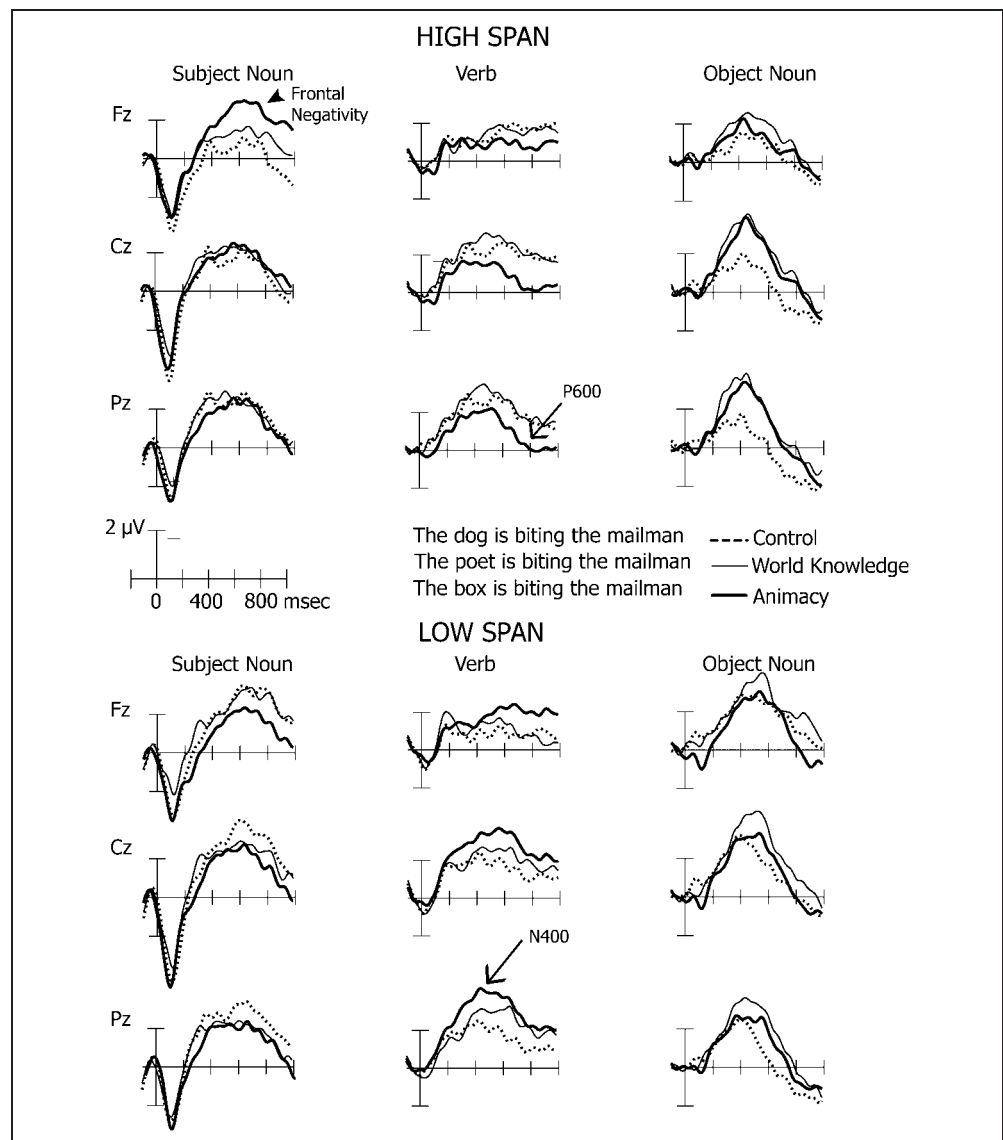 HIGH SPAN
Subject Noun Verb Object Noun
Frontal
Negativity
Fz
Cz
Pz
P600
2 µV
0 400 800 msec
The dog is biting the mailman
The poet is biting the mailman
The box is biting the mailman
Control
World Knowledge
Animacy
LOW SPAN
Subject Noun Verb Object Noun
Fz
Cz
N400
Pz